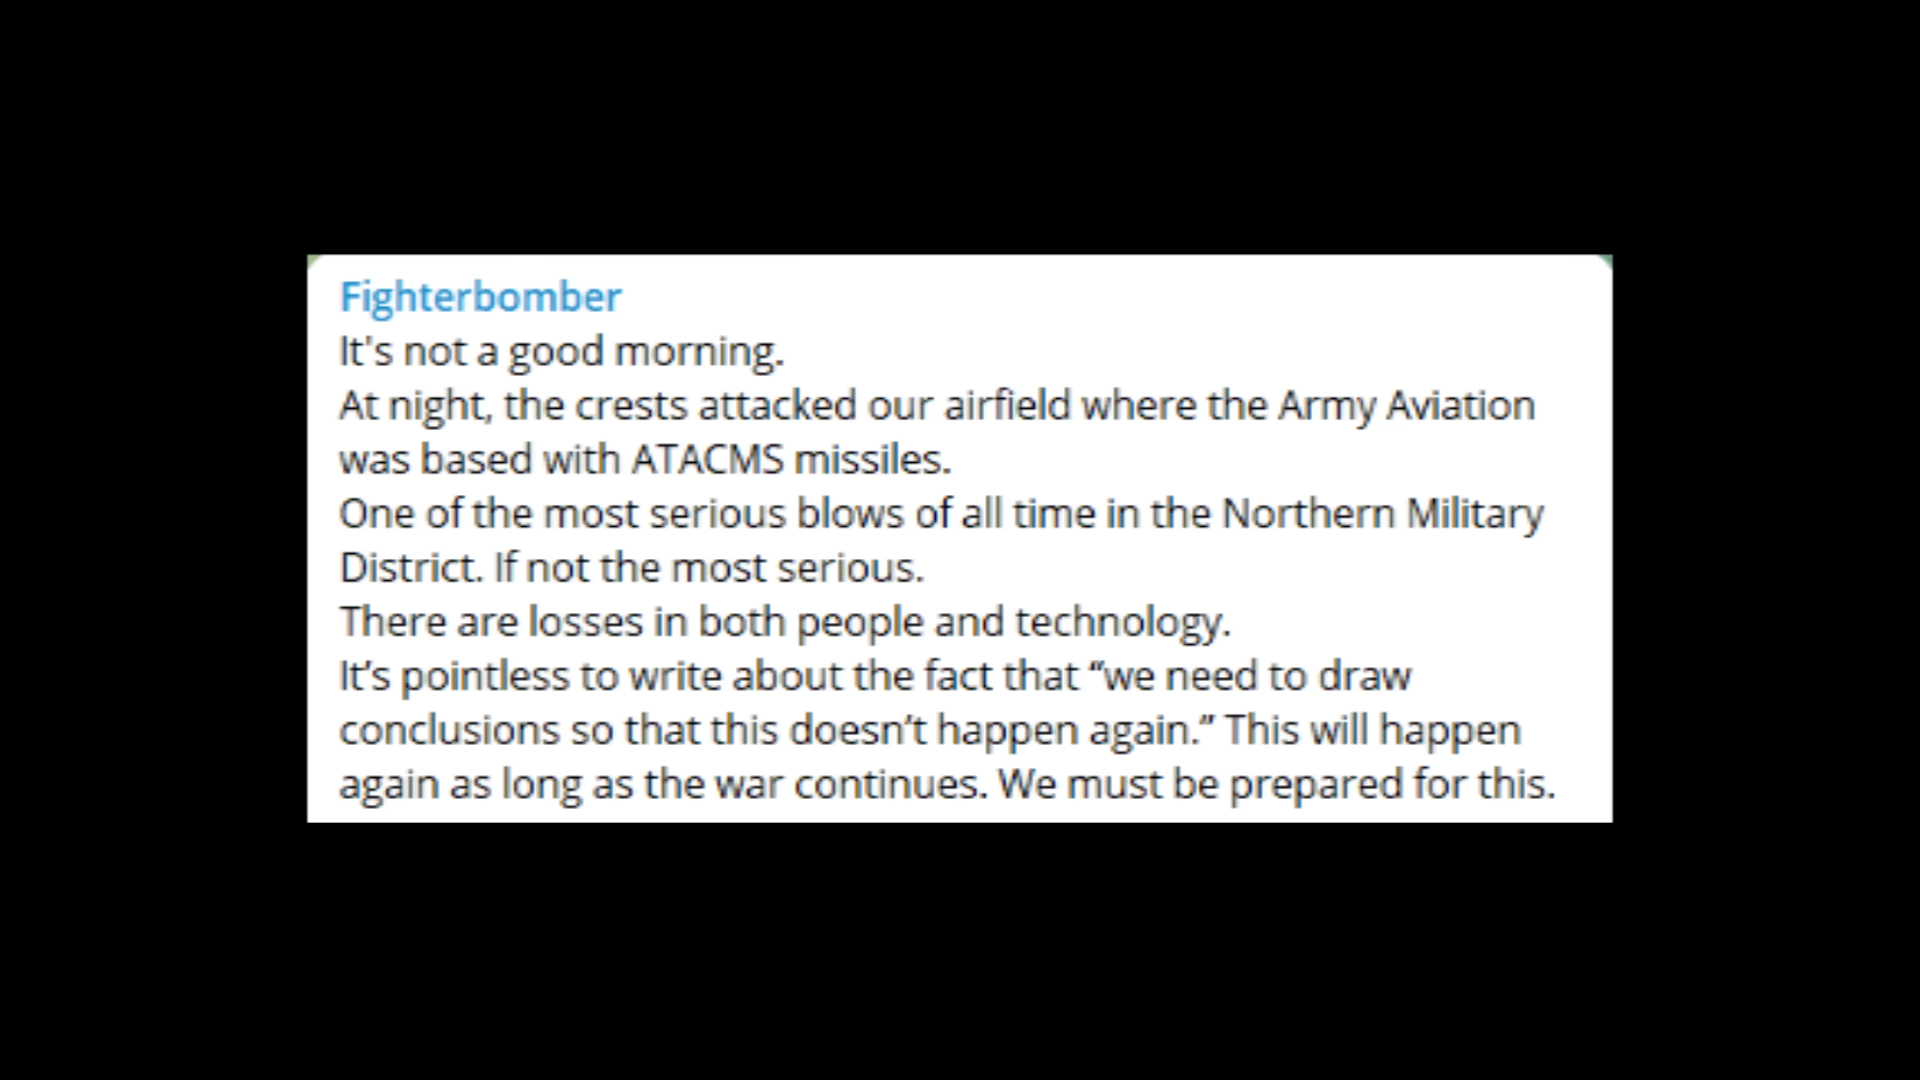 Fighterbomber
It's not a good morning.
At night, the crests attacked our airfield where the Army Aviation
was based with ATACMS missiles.
One of the most serious blows of all time in the Northern Military
District. If not the most serious.
There are losses in both people and technology.
It’s pointless to write about the fact that “we need to draw
conclusions so that this doesn’t happen again.” This will happen
again as long as the war continues. We must be prepared for this.